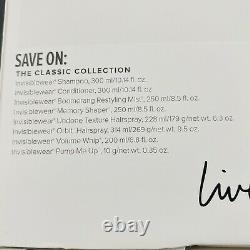 SAVE ON:
THE CLASSIC COLLECTION
Invisiblewear® Shampoo, 300 ml/10.14 fl. oz.
Invisiblewear® Conditioner, 300 ml/10.14 fl. oz.
Invisiblewear® Boomerang Restyling Mist, 250 ml/8.5 fl. oz.
Invisiblewear® Memory Shaper, 250 ml/8.5 fl. oz.
Invisiblewear® Undone Texture Hairspray, 228 ml/179 g/net wt. 6.3 oz.
Invisiblewear® Orbit Hairspray, 314 ml/269 g/net wt. 9.5 oz.
Invisiblewear® Volume Whip, 200 ml/6.8 fl. oz.
Invisiblewear® Pump Me Up, 10 g/net wt. 0.35 oz.
live